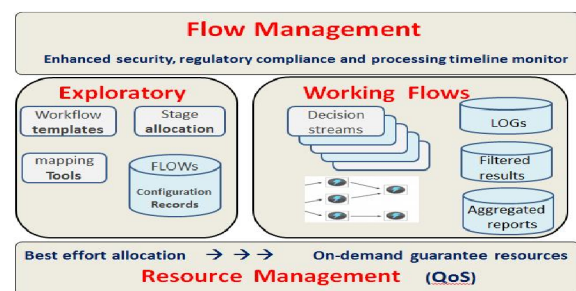 Flow Management
Enhanced security, regulatory compliance and processing timeline monitor
Exploratory
Workflow
templates
Stage
allocation
mapping
Tools
FLOWs
Configuration
Records
Working Flows
Decision
streams
LOGs
Filtered
results
Aggregated
reports
Best effort allocation → → → On-demand guarantee resources
Resource Management (QoS)